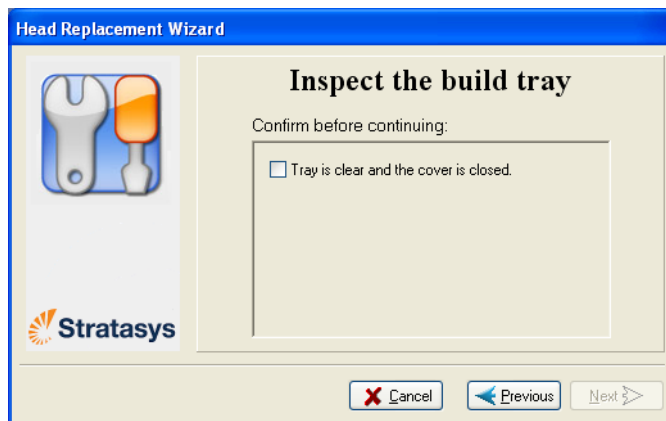 Head Replacement Wizard
Inspect the build tray
Confirm before continuing:
Tray is clear and the cover is closed.
Stratasys
Cancel
Previous
Next